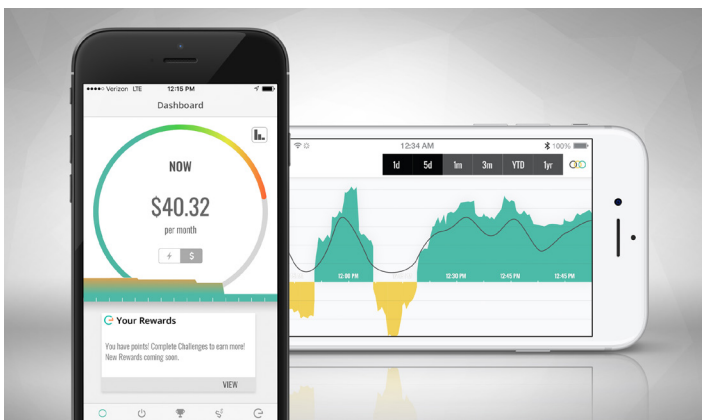 Verizon LTE
12:15 PM
Dashboard
NOW
$40.32
per month
$
Your Rewards
You have points! Complete Challenges to earn more!
New Rewards coming soon.
VIEW
12:34 AM
100%
1d 5d 1m 3m YTD 1yr
12:00 PM 12:30 PM 12:45 PM 12:45 PM